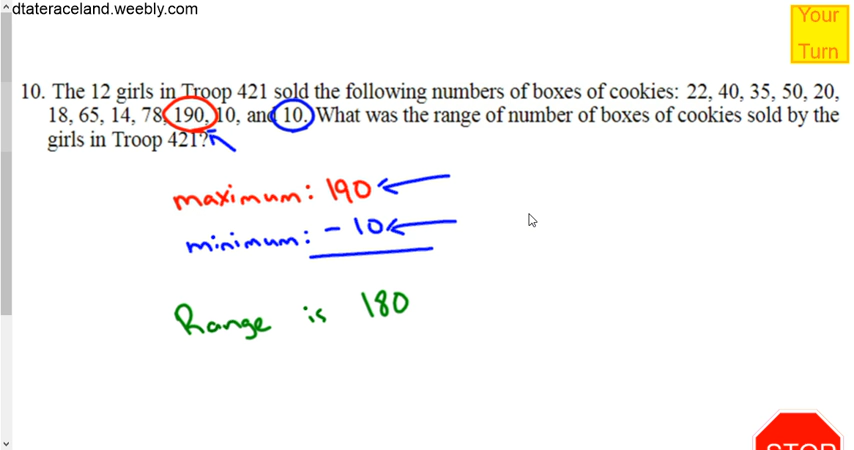 dtateraceland.weebly.com
Your
Turn
10. The 12 girls in Troop 421 sold the following numbers of boxes of cookies: 22, 40, 35, 50, 20,
18, 65, 14, 78, 190, 10, and 10. What was the range of number of boxes of cookies sold by the
girls in Troop 421?
maximum: 190
minimum: - 10
Range is 180
STOP